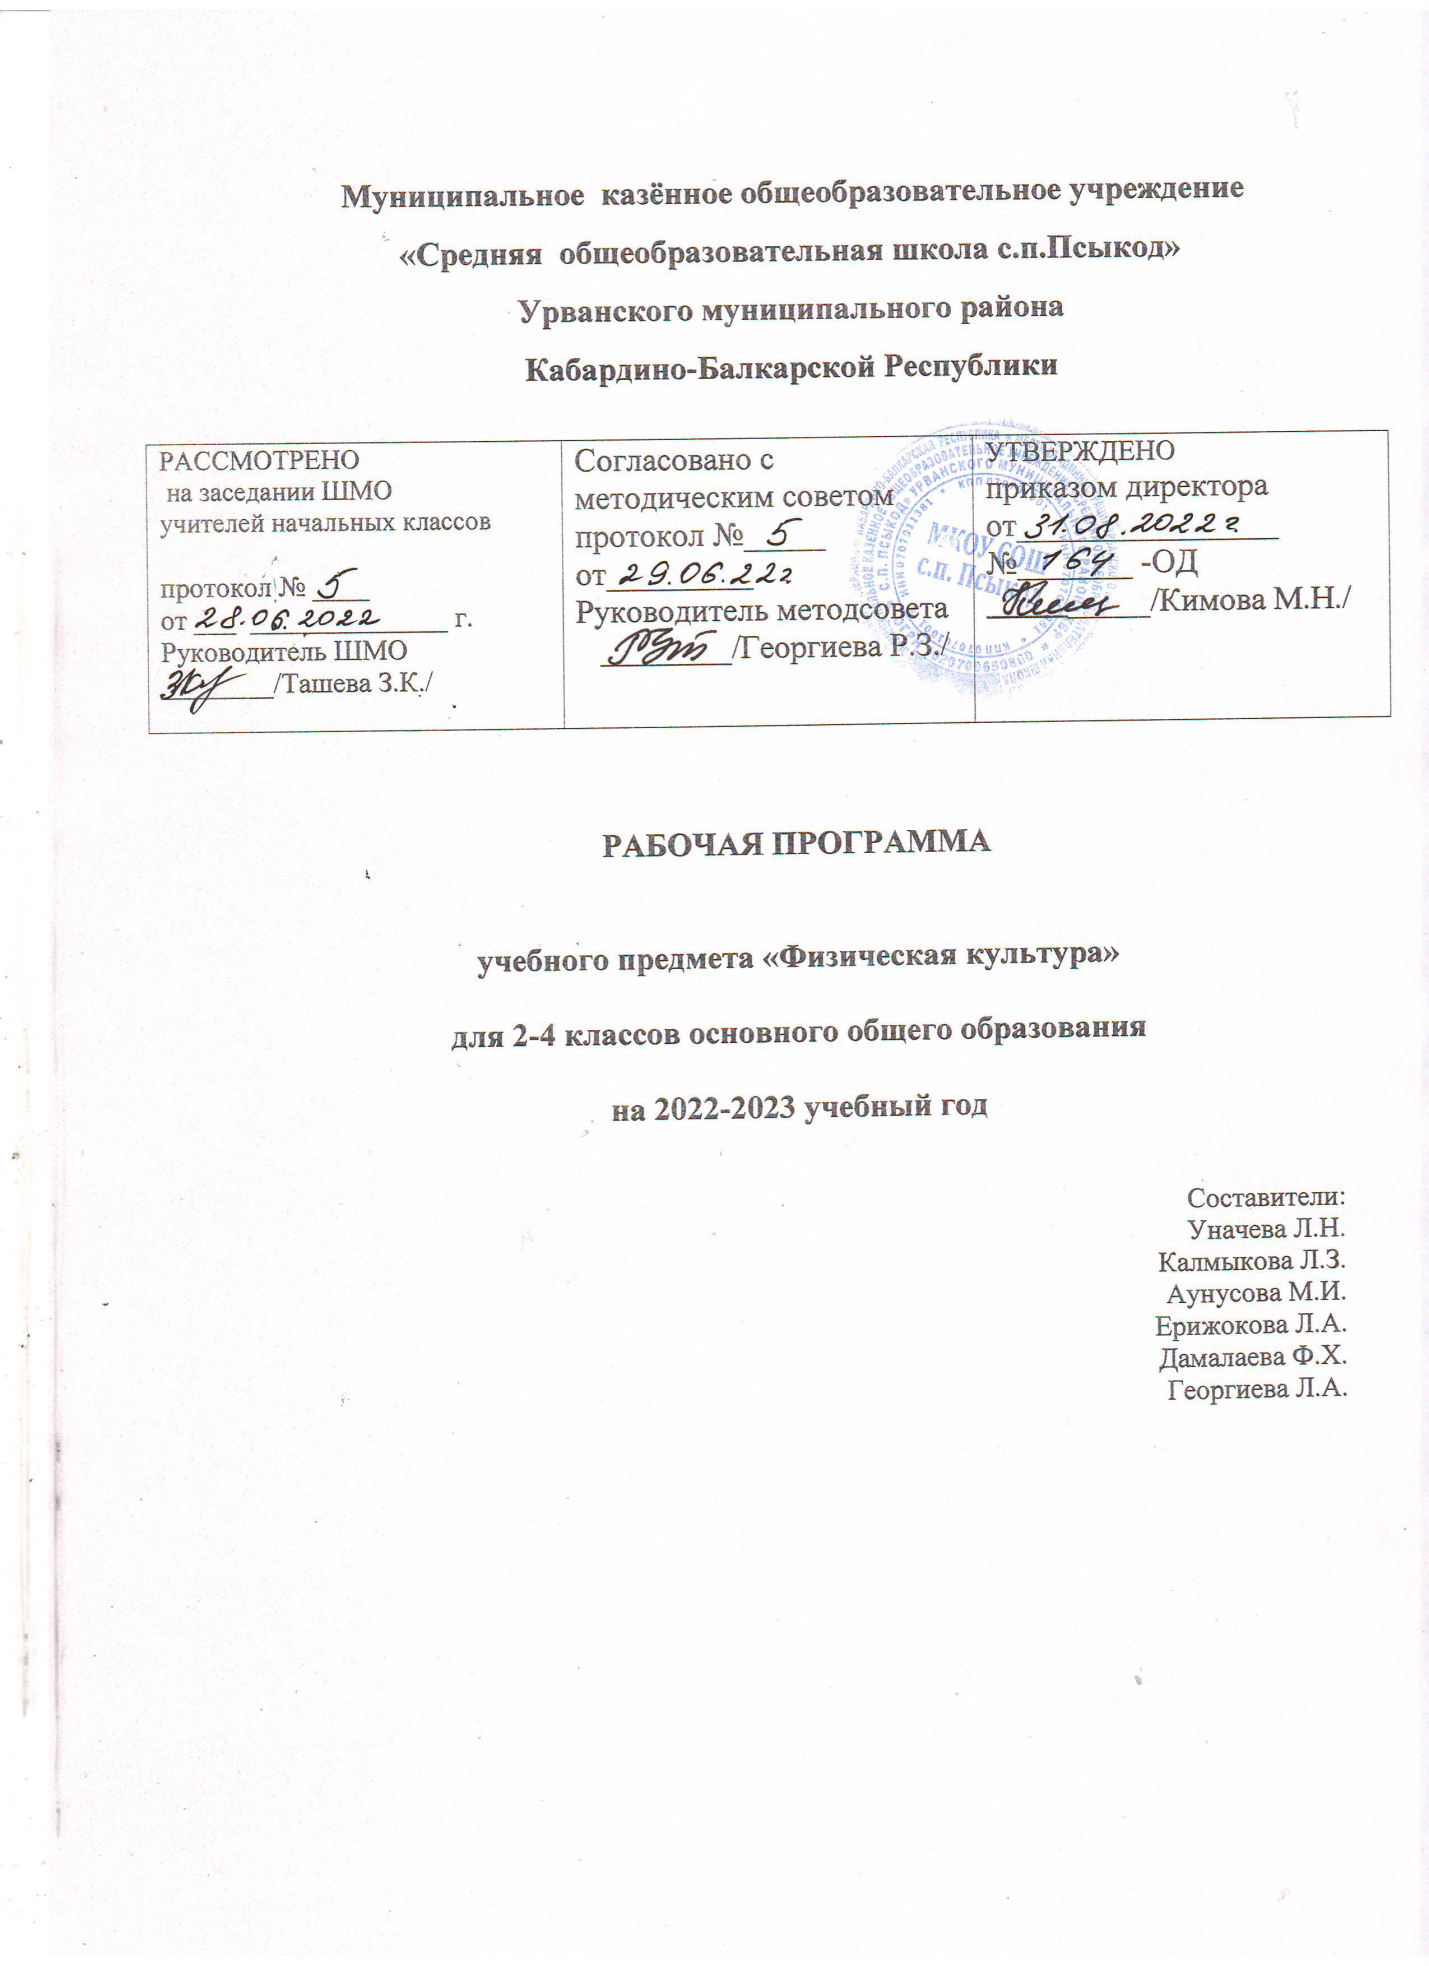 Муниципальное казённое общеобразовательное учреждение
«Средняя общеобразовательная школа с.п.Псыкод»
Урванского муниципального района
Кабардино-Балкарской Республики
РАССМОТРЕНО
на заседании ШМО
учителей начальных классов
протокол № 5
от 28.06.2022 г.
Руководитель ШМО
/Ташева З.К./
Согласовано с
методическим советом
протокол № 5
от 29.06.22г
Руководитель методсовета
/Георгиева Р.З./
УТВЕРЖДЕНО
приказом директора
от 31.08.2022 г.
№ 164 -ОД
/Кимова М.Н./
МКОУ СОШ
с.п. Псыкод
РАБОЧАЯ ПРОГРАММА
учебного предмета «Физическая культура»
для 2-4 классов основного общего образования
на 2022-2023 учебный год
Составители:
Уначева Л.Н.
Калмыкова Л.З.
Аунусова М.И.
Ерижокова Л.А.
Дамалаева Ф.Х.
Георгиева Л.А.